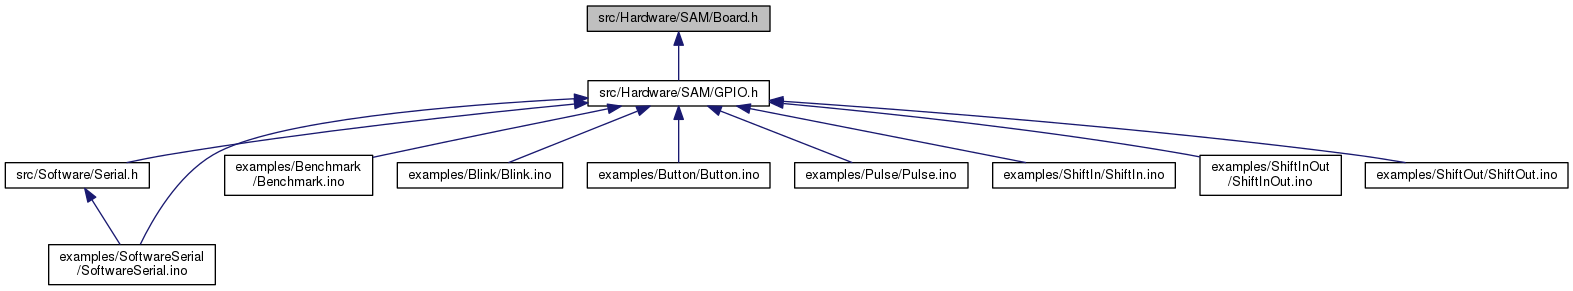 src/Hardware/SAM/Board.h
src/Hardware/SAM/GPIO.h
src/Software/Serial.h
examples/Benchmark
/Benchmark.ino
examples/Blink/Blink.ino
examples/Button/Button.ino
examples/Pulse/Pulse.ino
examples/ShiftIn/ShiftIn.ino
examples/ShiftInOut
/ShiftInOut.ino
examples/ShiftOut/ShiftOut.ino
examples/SoftwareSerial
/SoftwareSerial.ino